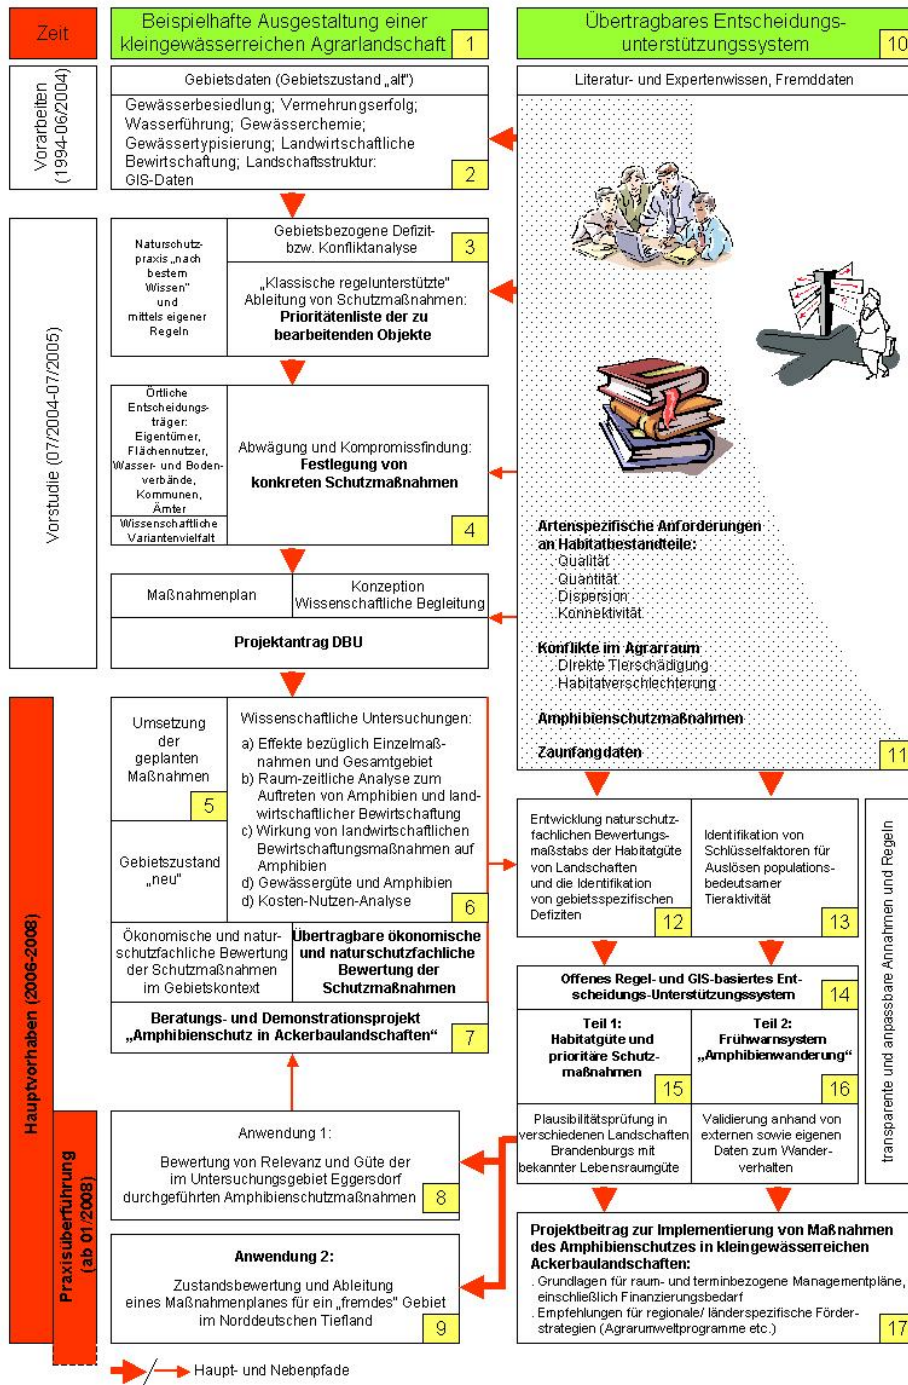 Zeit
Beispielhafte Ausgestaltung einer
kleingewässerreichen Agrarlandschaft
1
Übertragbares Entscheidungs-
unterstützungssystem
10
Vorarbeiten
(1994-06/2004)
Gebietsdaten (Gebietszustand „alt")
Gewässerbesiedlung; Vermehrungserfolg;
Wasserführung; Gewässerchemie;
Gewässertypisierung; Landwirtschaftliche
Bewirtschaftung; Landschaftsstruktur:
GIS-Daten
2
Literatur- und Expertenwissen, Fremddaten
Vorstudie (07/2004-07/2005)
Naturschutz-
praxis „nach
bestem
Wissen"
und
mittels eigener
Regeln
Gebietsbezogene Defizit-
bzw. Konfliktanalyse
3
„Klassische regelunterstützte"
Ableitung von Schutzmaßnahmen:
Prioritätenliste der zu
bearbeitenden Objekte
Örtliche
Entscheidungs-
träger:
Eigentümer,
Flächennutzer,
Wasser- und Boden-
verbände,
Kommunen,
Ämter
Wissenschaftliche
Variantenvielfalt
Abwägung und Kompromissfindung:
Festlegung von
konkreten Schutzmaßnahmen
4
Maßnahmenplan
Konzeption
Wissenschaftliche Begleitung
Projektantrag DBU
Artenspezifische Anforderungen
an Habitatbestandteile:
. Qualität
. Quantität
. Dispersion
. Konnektivität
Konflikte im Agrarraum
. Direkte Tierschädigung
. Habitatverschlechterung
Amphibienschutzmaßnahmen
Zaunfangdaten
11
Hauptvorhaben (2006-2008)
Umsetzung
der
geplanten
Maßnahmen
5
Gebietszustand
„neu"
Wissenschaftliche Untersuchungen:
a) Effekte bezüglich Einzelmaß-
nahmen und Gesamtgebiet
b) Raum-zeitliche Analyse zum
Auftreten von Amphibien und land-
wirtschaftlicher Bewirtschaftung
c) Wirkung von landwirtschaftlichen
Bewirtschaftungsmaßnahmen auf
Amphibien
d) Gewässergüte und Amphibien
d) Kosten-Nutzen-Analyse
6
Ökonomische und natur-
schutzfachliche Bewertung
der Schutzmaßnahmen
im Gebietskontext
Übertragbare ökonomische
und naturschutzfachliche
Bewertung der
Schutzmaßnahmen
Beratungs- und Demonstrationsprojekt
„Amphibienschutz in Ackerbaulandschaften"
7
Entwicklung naturschutz-
fachlichen Bewertungs-
maßstabs der Habitatgüte
von Landschaften
und die Identifikation
von gebietsspezifischen
Defiziten
12
Identifikation von
Schlüsselfaktoren für
Auslösen populations-
bedeutsamer
Tieraktivität
13
transparente und anpassbare Annahmen und Regeln
Offenes Regel- und GIS-basiertes Ent-
scheidungs-Unterstützungssystem
14
Teil 1:
Habitatgüte und
prioritäre Schutz-
maßnahmen
15
Teil 2:
Frühwarnsystem
„Amphibienwanderung"
16
Plausibilitätsprüfung in
verschiedenen Landschaften
Brandenburgs mit
bekannter Lebensraumgüte
Validierung anhand von
externen sowie eigenen
Daten zum Wander-
verhalten
Praxisüberführung
(ab 01/2008)
Anwendung 1:
Bewertung von Relevanz und Güte der
im Untersuchungsgebiet Eggersdorf
durchgeführten Amphibienschutzmaßnahmen
8
Anwendung 2:
Zustandsbewertung und Ableitung
eines Maßnahmenplanes für ein „fremdes" Gebiet
im Norddeutschen Tiefland
9
Projektbeitrag zur Implementierung von Maßnahmen
des Amphibienschutzes in kleingewässerreichen
Ackerbaulandschaften:
. Grundlagen für raum- und terminbezogene Managementpläne,
einschließlich Finanzierungsbedarf
. Empfehlungen für regionale/ länderspezifische Förder-
strategien (Agrarumweltprogramme etc.)
17
Haupt- und Nebenpfade